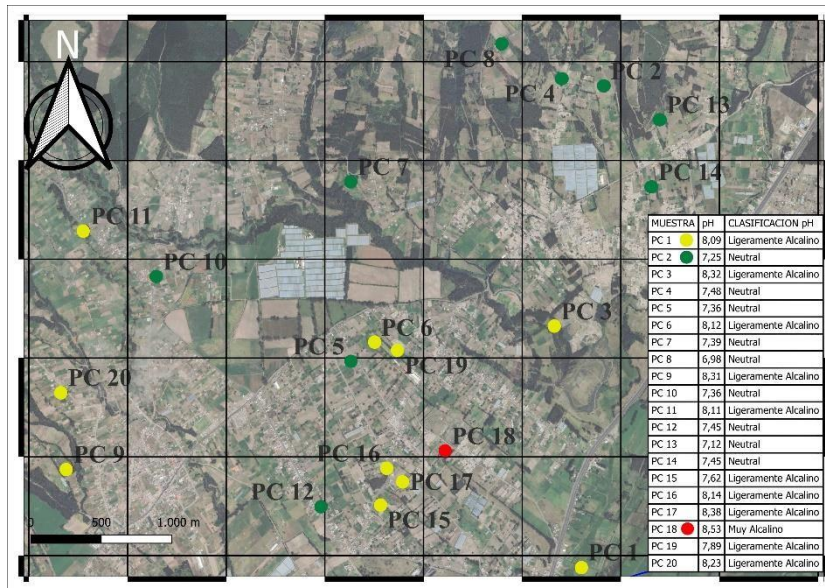 N
PC 8
PC 4
PC 2
PC 13
PC 7
PC 14
PC 11
PC 10
PC 3
PC 6
PC 5
PC 19
PC 20
PC 18
PC 9
PC 16
PC 17
PC 12
PC 15
PC 1
0 500 1.000 m
MUESTRA pH CLASIFICACION pH
PC 1 8,09 Ligeramente Alcalino
PC 2 7,25 Neutral
PC 3 8,32 Ligeramente Alcalino
PC 4 7,48 Neutral
PC 5 7,36 Neutral
PC 6 8,12 Ligeramente Alcalino
PC 7 7,39 Neutral
PC 8 6,98 Neutral
PC 9 8,31 Ligeramente Alcalino
PC 10 7,36 Neutral
PC 11 8,11 Ligeramente Alcalino
PC 12 7,45 Neutral
PC 13 7,12 Neutral
PC 14 7,45 Neutral
PC 15 7,62 Ligeramente Alcalino
PC 16 8,14 Ligeramente Alcalino
PC 17 8,38 Ligeramente Alcalino
PC 18 8,53 Muy Alcalino
PC 19 7,89 Ligeramente Alcalino
PC 20 8,23 Ligeramente Alcalino